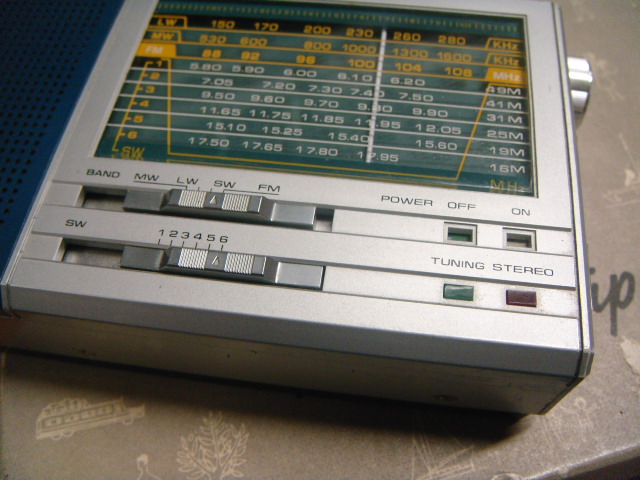 LW 150 170 200 230 260 280 KHz
MW 530 600 800 1000 1300 1600 KHz
FM 88 92 96 100 104 108 MHz
1 5.80 5.90 6.00 6.10 6.20 49M
2 7.05 7.20 7.30 7.40 7.50 41M
3 9.50 9.60 9.70 9.80 9.90 31M
4 11.65 11.75 11.85 11.95 12.05 25M
5 15.10 15.25 15.40 15.60 19M
6 17.50 17.65 17.80 17.95 16M
SW MHz
BAND MW LW SW FM
POWER OFF ON
SW 1 2 3 4 5 6
TUNING STEREO